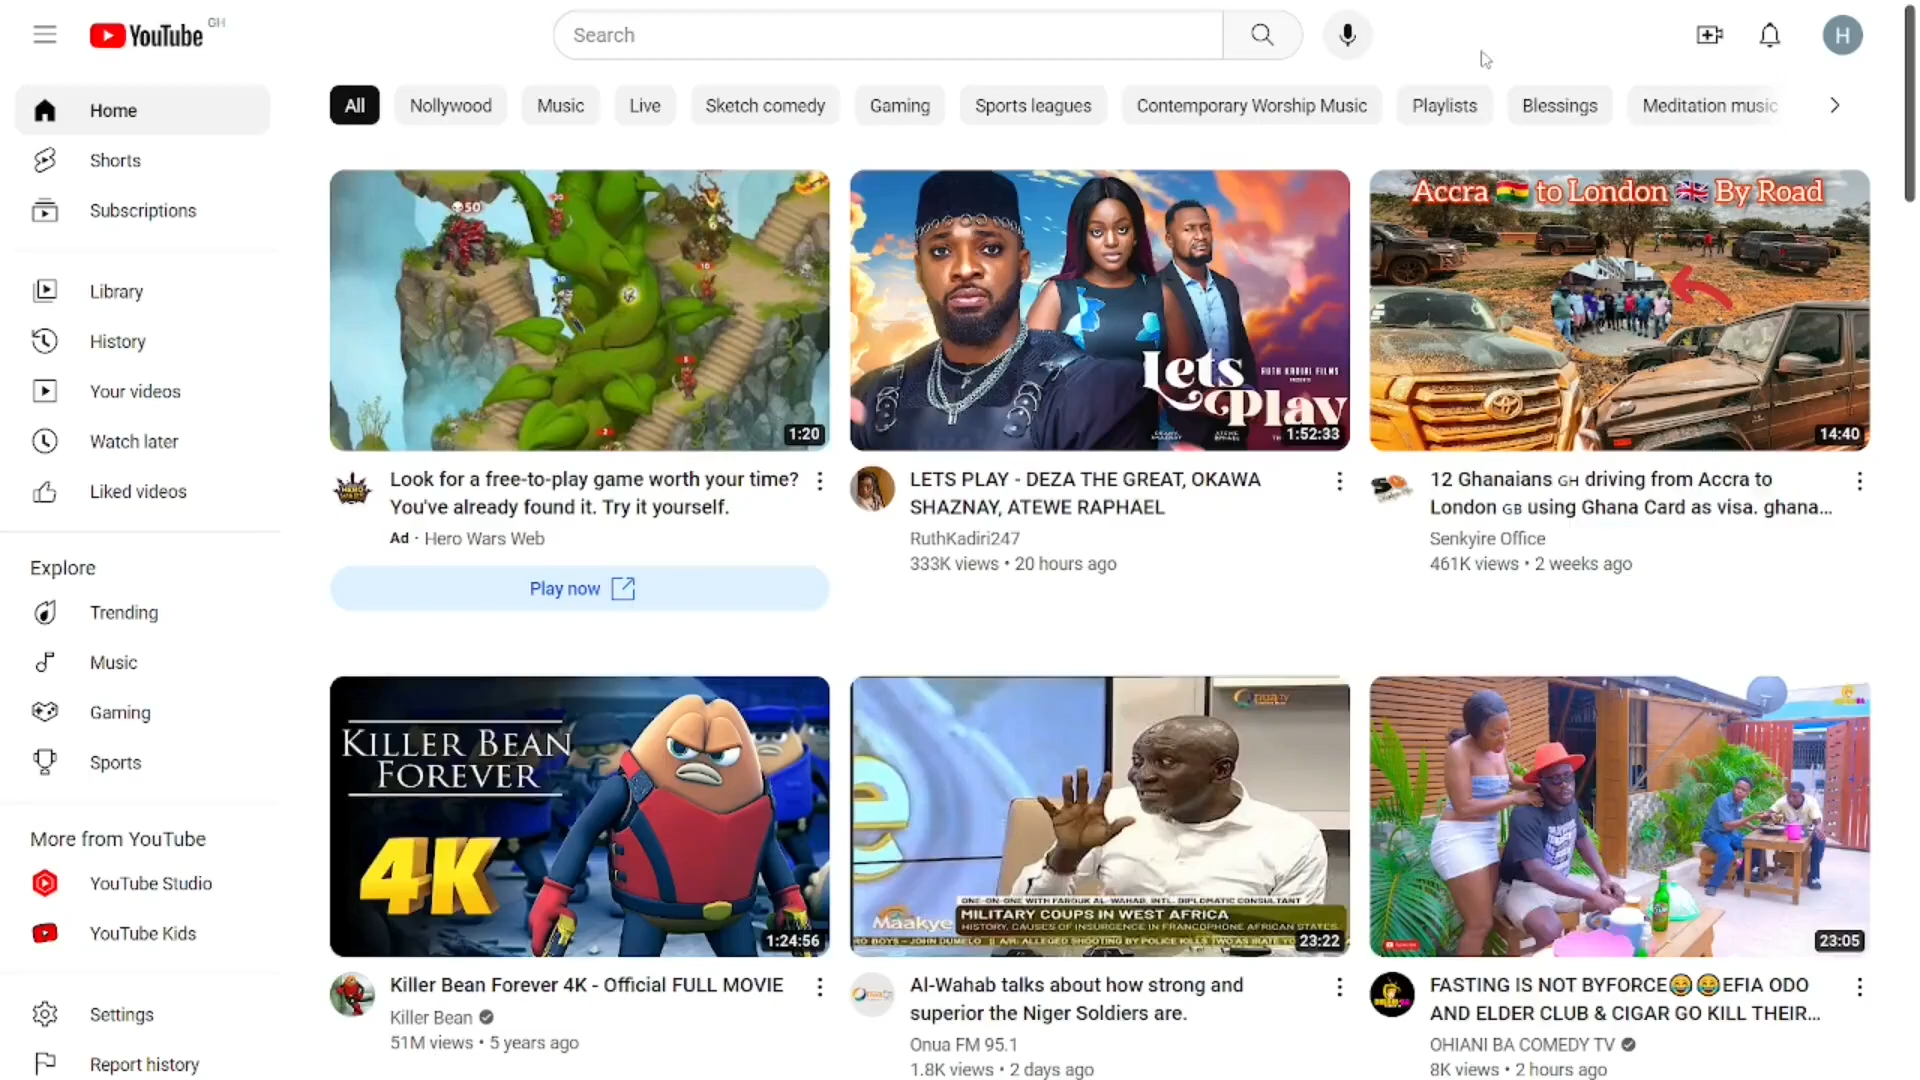 YouTube GH
Search
H
Home
Shorts
Subscriptions
Library
History
Your videos
Watch later
Liked videos
Explore
Trending
Music
Gaming
Sports
More from YouTube
YouTube Studio
YouTube Kids
Settings
Report history
All
Nollywood
Music
Live
Sketch comedy
Gaming
Sports leagues
Contemporary Worship Music
Playlists
Blessings
Meditation music
50
1:20
Look for a free-to-play game worth your time?
You've already found it. Try it yourself.
Ad · Hero Wars Web
Play now
RUTH KADIRI FILMS
PRESENTS
Lets
Play
1:52:33
LETS PLAY - DEZA THE GREAT, OKAWA
SHAZNAY, ATEWE RAPHAEL
RuthKadiri247
333K views • 20 hours ago
Accra 🇬🇭 to London 🇬🇧 By Road
14:40
12 Ghanaians GH driving from Accra to
London GB using Ghana Card as visa. ghana...
Senkyire Office
461K views • 2 weeks ago
KILLER BEAN
FOREVER
4K
1:24:56
Killer Bean Forever 4K - Official FULL MOVIE
Killer Bean
51M views • 5 years ago
onua tv
ONE-ON-ONE WITH FAROUK AL-WAHAB, INTL. DIPLOMATIC CONSULTANT
Maakye
MILITARY COUPS IN WEST AFRICA
HISTORY, CAUSES OF INSURGENCE IN FRANCOPHONE AFRICAN STATES
RO BOYS - JOHN DUMELO || A/R: ALLEGED SHOOTING BY POLICE KILLS TWO AS IRATE YO
23:22
Al-Wahab talks about how strong and
superior the Niger Soldiers are.
Onua FM 95.1
1.8K views • 2 days ago
23:05
FASTING IS NOT BYFORCE😂😂EFIA ODO
AND ELDER CLUB & CIGAR GO KILL THEIR...
OHIANI BA COMEDY TV
8K views • 2 hours ago